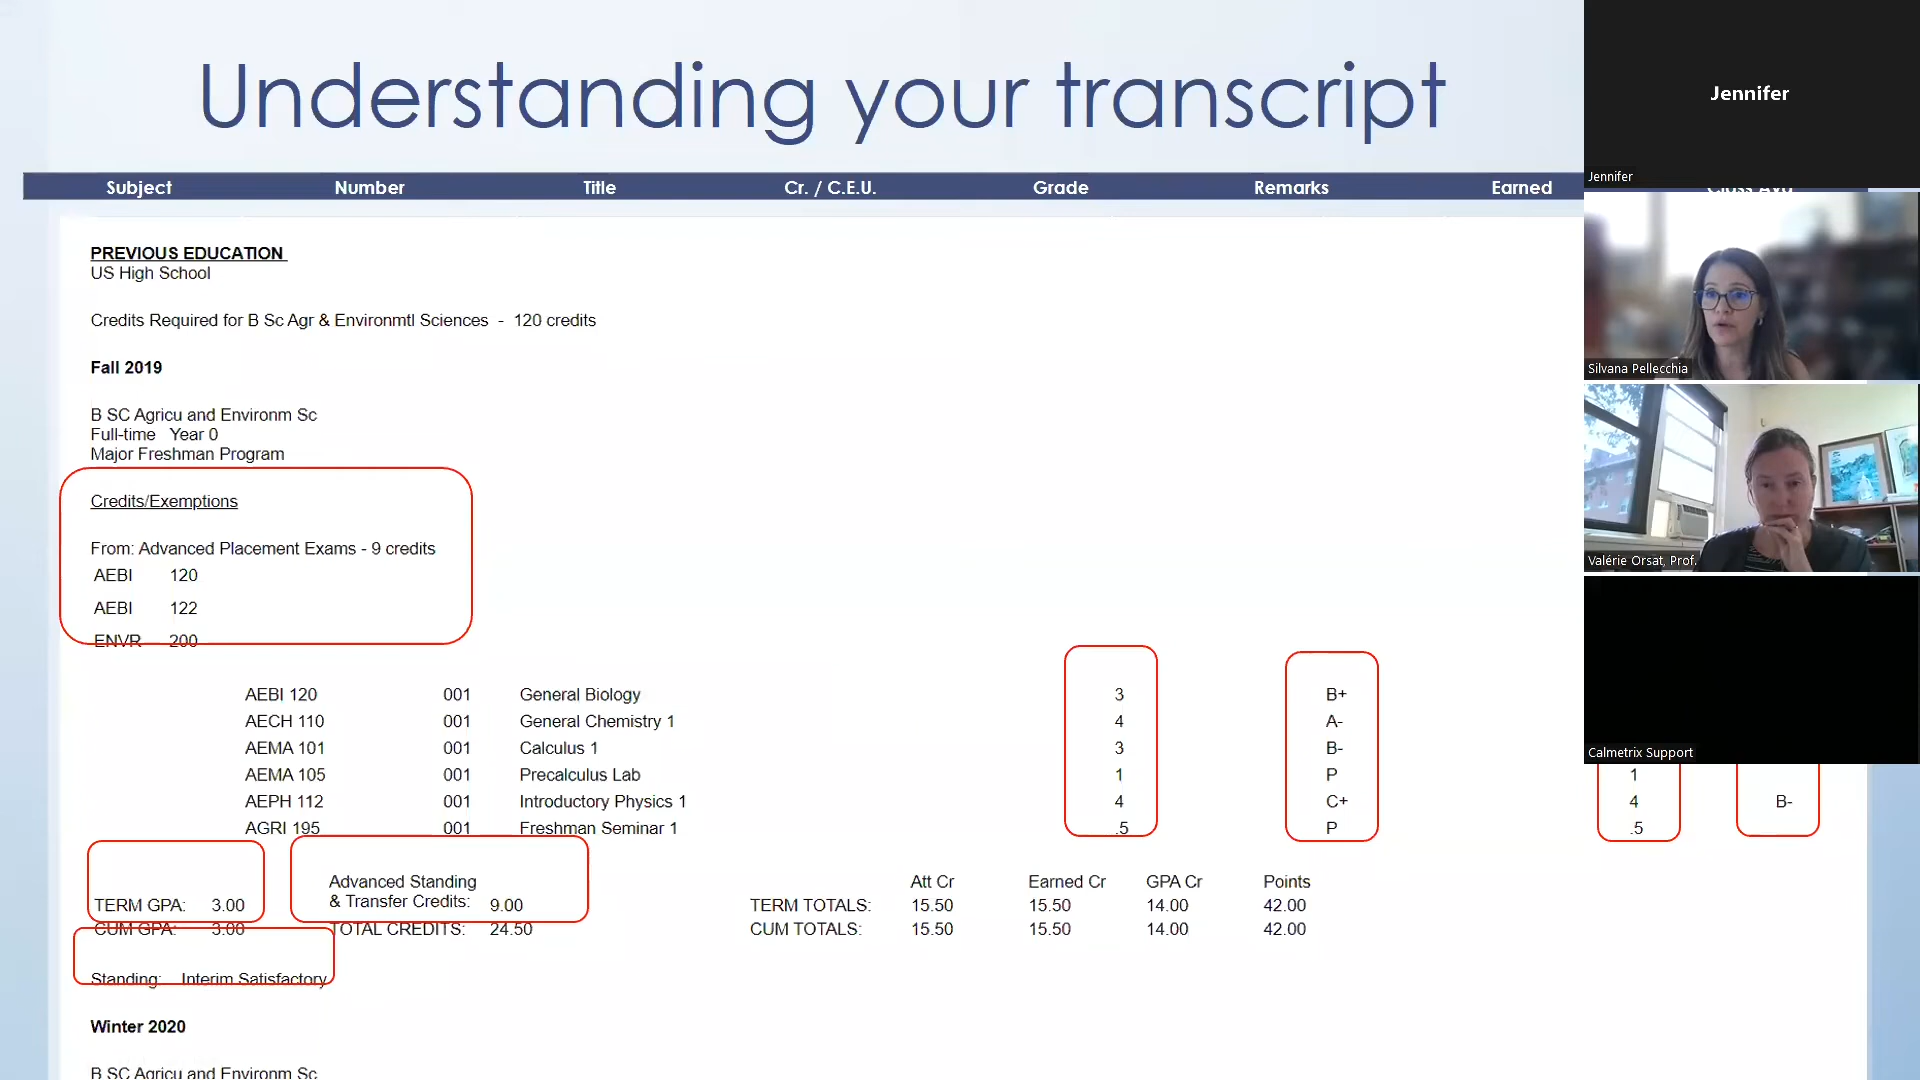 Understanding your transcript
Subject Number Title Cr. / C.E.U. Grade Remarks Earned Class Avg
PREVIOUS EDUCATION
US High School
Credits Required for B Sc Agr & Environmtl Sciences - 120 credits
Fall 2019
B SC Agricu and Environm Sc
Full-time Year 0
Major Freshman Program
Credits/Exemptions
From: Advanced Placement Exams - 9 credits
AEBI 120
AEBI 122
ENVR 200
AEBI 120 001 General Biology 3 B+
AECH 110 001 General Chemistry 1 4 A-
AEMA 101 001 Calculus 1 3 B-
AEMA 105 001 Precalculus Lab 1 P 1
AEPH 112 001 Introductory Physics 1 4 C+ 4 B-
AGRI 195 001 Freshman Seminar 1 .5 P .5
Advanced Standing Att Cr Earned Cr GPA Cr Points
TERM GPA: 3.00 & Transfer Credits: 9.00 TERM TOTALS: 15.50 15.50 14.00 42.00
CUM GPA: 3.00 TOTAL CREDITS: 24.50 CUM TOTALS: 15.50 15.50 14.00 42.00
Standing: Interim Satisfactory
Winter 2020
B SC Agricu and Environm Sc
Jennifer
Jennifer
Silvana Pellecchia
Valérie Orsat, Prof.
Calmetrix Support